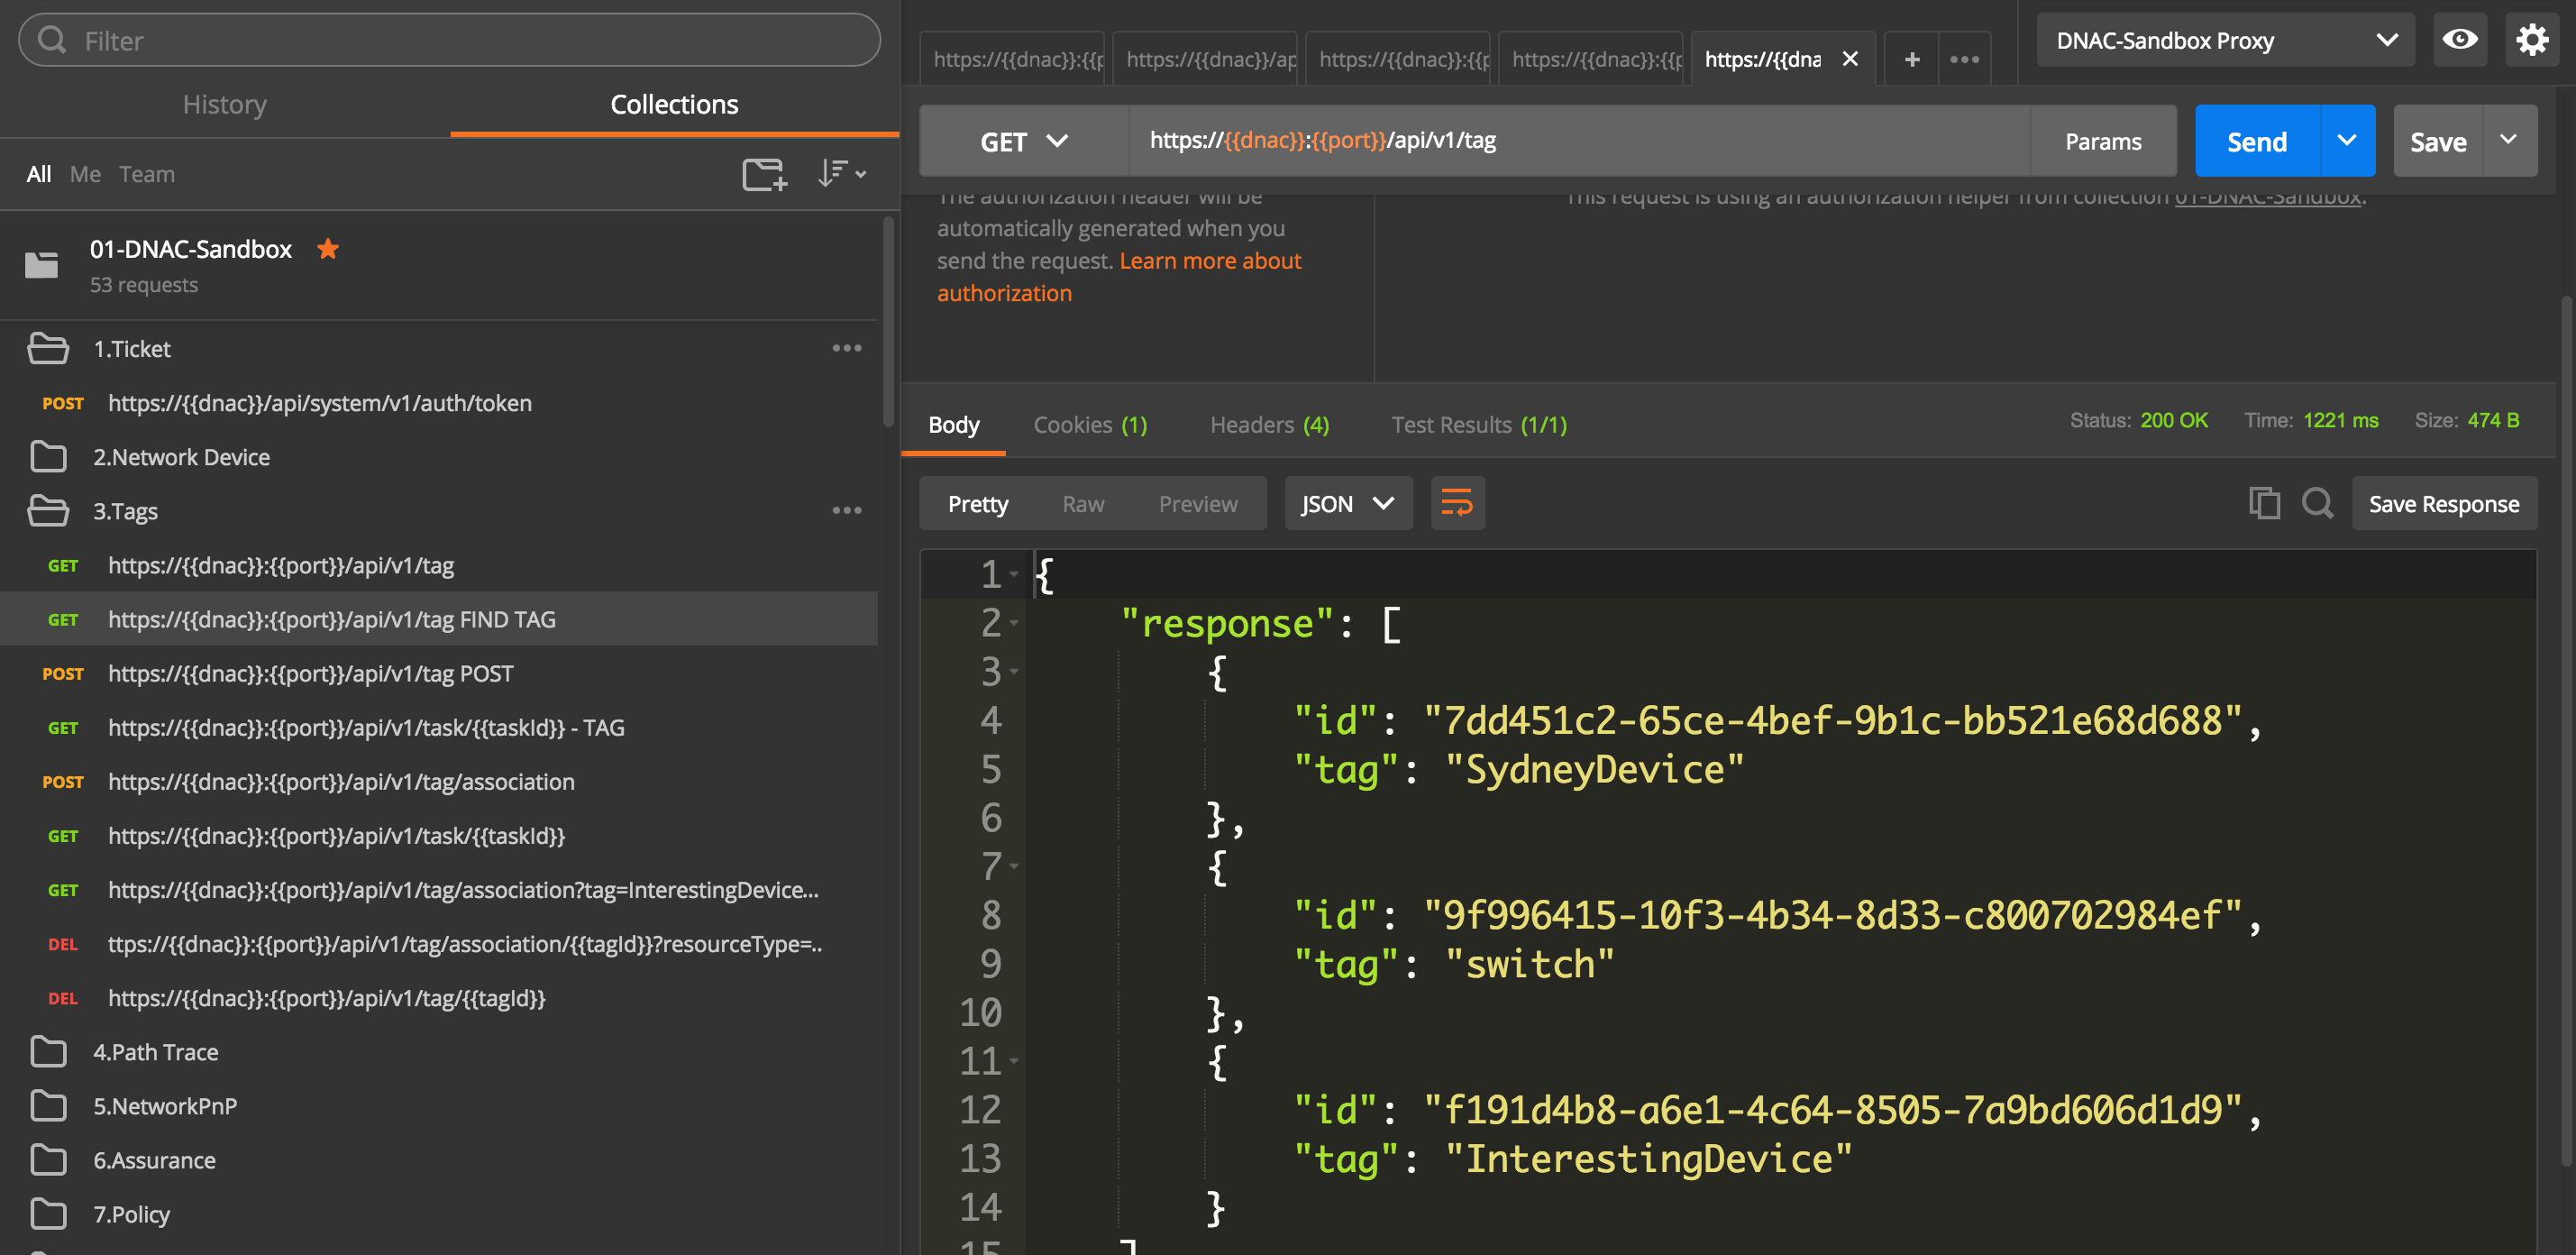 Filter
History
Collections
All Me Team
01-DNAC-Sandbox
53 requests
1.Ticket
POST https://{{dnac}}/api/system/v1/auth/token
2.Network Device
3.Tags
GET https://{{dnac}}:{{port}}/api/v1/tag
GET https://{{dnac}}:{{port}}/api/v1/tag FIND TAG
POST https://{{dnac}}:{{port}}/api/v1/tag POST
GET https://{{dnac}}:{{port}}/api/v1/task/{{taskId}} - TAG
POST https://{{dnac}}:{{port}}/api/v1/tag/association
GET https://{{dnac}}:{{port}}/api/v1/task/{{taskId}}
GET https://{{dnac}}:{{port}}/api/v1/tag/association?tag=InterestingDevice...
DEL ttps://{{dnac}}:{{port}}/api/v1/tag/association/{{tagId}}?resourceType=..
DEL https://{{dnac}}:{{port}}/api/v1/tag/{{tagId}}
4.Path Trace
5.NetworkPnP
6.Assurance
7.Policy
https://{{dnac}}:{{p
https://{{dnac}}/ap
https://{{dnac}}:{{p
https://{{dnac}}:{{p
https://{{dna
DNAC-Sandbox Proxy
GET https://{{dnac}}:{{port}}/api/v1/tag Params Send Save
The authorization header will be
automatically generated when you
send the request. Learn more about
authorization
This request is using an authorization helper from collection 01-DNAC-Sandbox.
Body Cookies (1) Headers (4) Test Results (1/1) Status: 200 OK Time: 1221 ms Size: 474 B
Pretty Raw Preview JSON Save Response
1 {
2 "response": [
3 {
4 "id": "7dd451c2-65ce-4bef-9b1c-bb521e68d688",
5 "tag": "SydneyDevice"
6 },
7 {
8 "id": "9f996415-10f3-4b34-8d33-c800702984ef",
9 "tag": "switch"
10 },
11 {
12 "id": "f191d4b8-a6e1-4c64-8505-7a9bd606d1d9",
13 "tag": "InterestingDevice"
14 }
15 ]